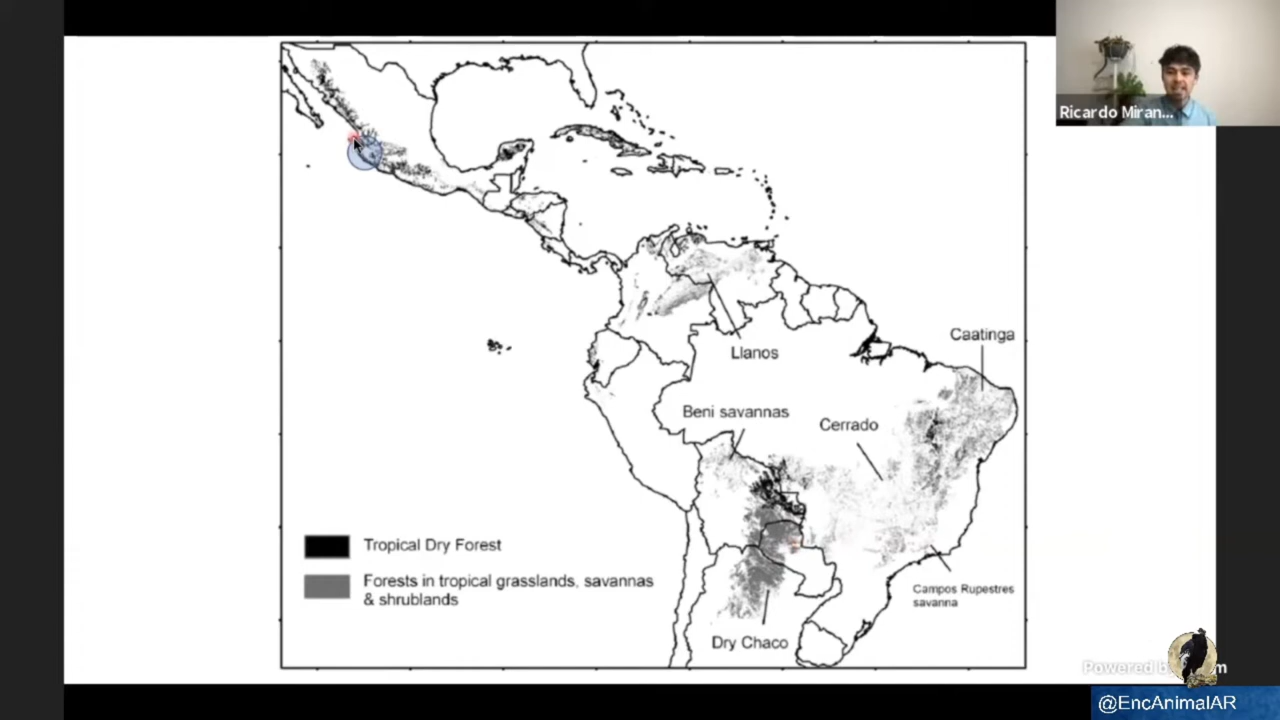 Ricardo Miran...
Caatinga
Llanos
Beni savannas
Cerrado
Tropical Dry Forest
Forests in tropical grasslands, savannas
& shrublands
Campos Rupestres
savanna
Dry Chaco
Powered
@EncAnimalAR